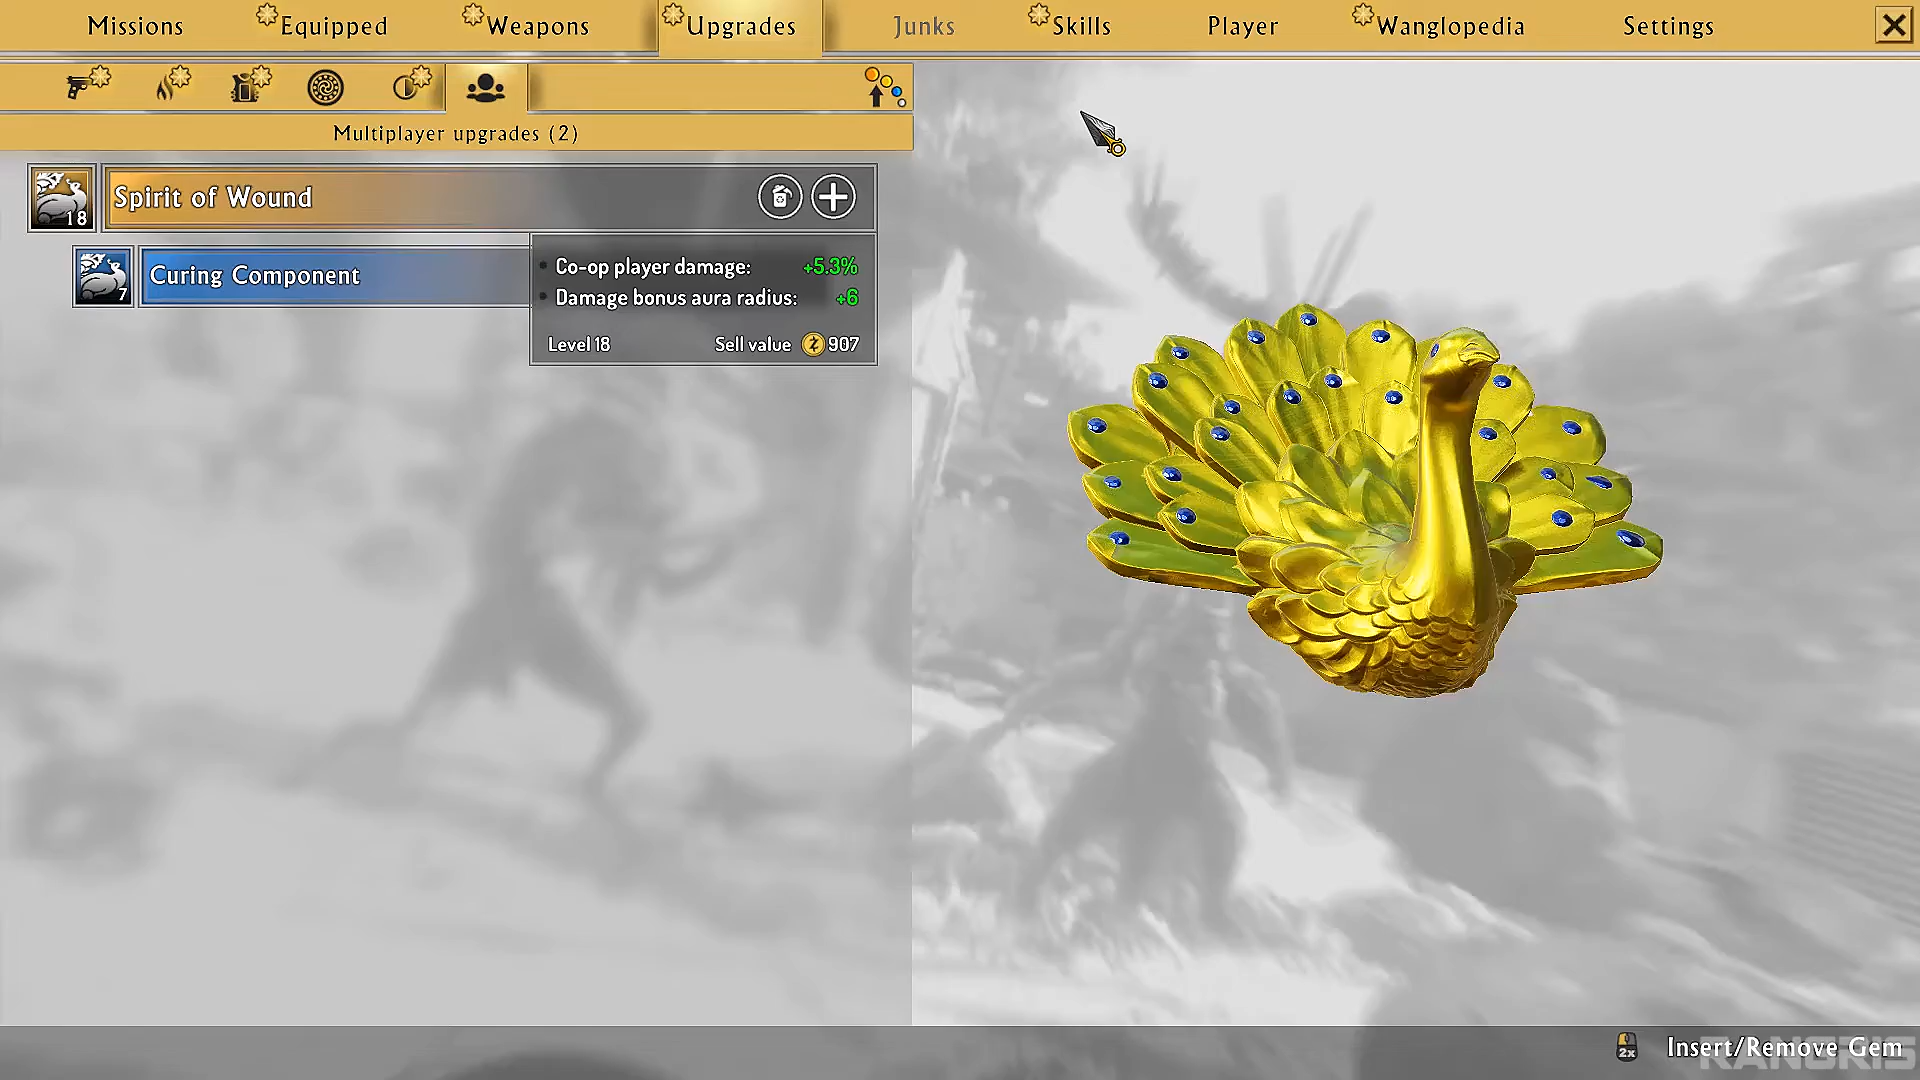 Missions Equipped Weapons Upgrades Junks Skills Player Wanglopedia Settings
Multiplayer upgrades (2)
18 Spirit of Wound
7 Curing Component
Co-op player damage: +5.3%
Damage bonus aura radius: +6
Level 18 Sell value 907
2x Insert/Remove Gem
RANGRIS